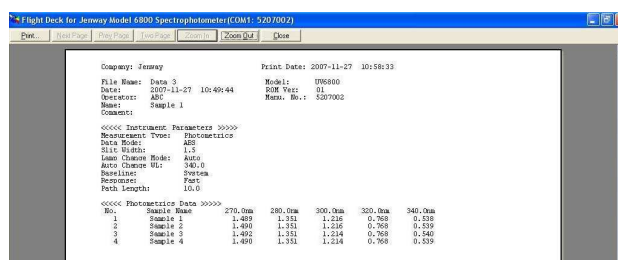 Flight Deck for Jenway Model 6800 Spectrophotometer(COM1: 5207002)
Print... Next Page Prev Page Two Page Zoom In Zoom Out Close
Company: Jenway Print Date: 2007-11-27 10:58:33
File Name: Data 3 Model: UV6800
Date: 2007-11-27 10:49:44 ROM Ver: 01
Operator: ABC Manu. No.: 5207002
Name: Sample 1
Comment:
<<<<< Instrument Parameters >>>>>
Measurement Type: Photometrics
Data Mode: ABS
Slit Width: 1.5
Lamp Change Mode: Auto
Auto Change WL: 340.0
Baseline: System
Response: Fast
Path Length: 10.0
<<<<< Photometrics Data >>>>>
No. Sample Name 270.0nm 280.0nm 300.0nm 320.0nm 340.0nm
1 Sample 1 1.489 1.351 1.216 0.768 0.538
2 Sample 2 1.490 1.351 1.216 0.768 0.539
3 Sample 3 1.492 1.351 1.214 0.768 0.540
4 Sample 4 1.490 1.351 1.214 0.768 0.539